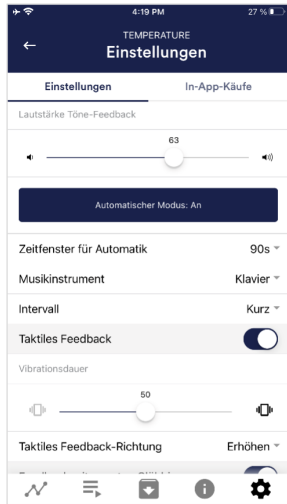 4:19 PM
27 %
TEMPERATURE
Einstellungen
Einstellungen In-App-Käufe
Lautstärke Töne-Feedback
63
Automatischer Modus: An
Zeitfenster für Automatik 90s
Musikinstrument Klavier
Intervall Kurz
Taktiles Feedback
Vibrationsdauer
50
Taktiles Feedback-Richtung Erhöhen